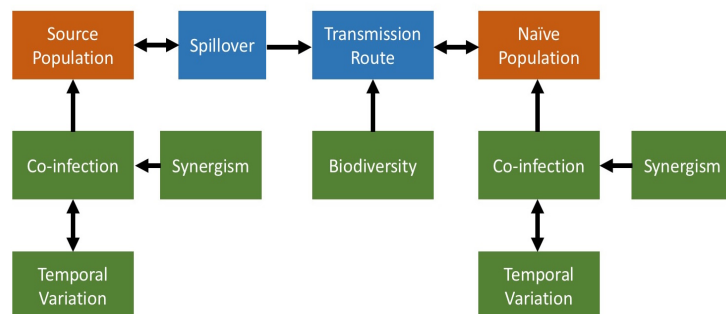 Source
Population
Spillover
Transmission
Route
Naïve
Population
Co-infection
Synergism
Biodiversity
Co-infection
Synergism
Temporal
Variation
Temporal
Variation